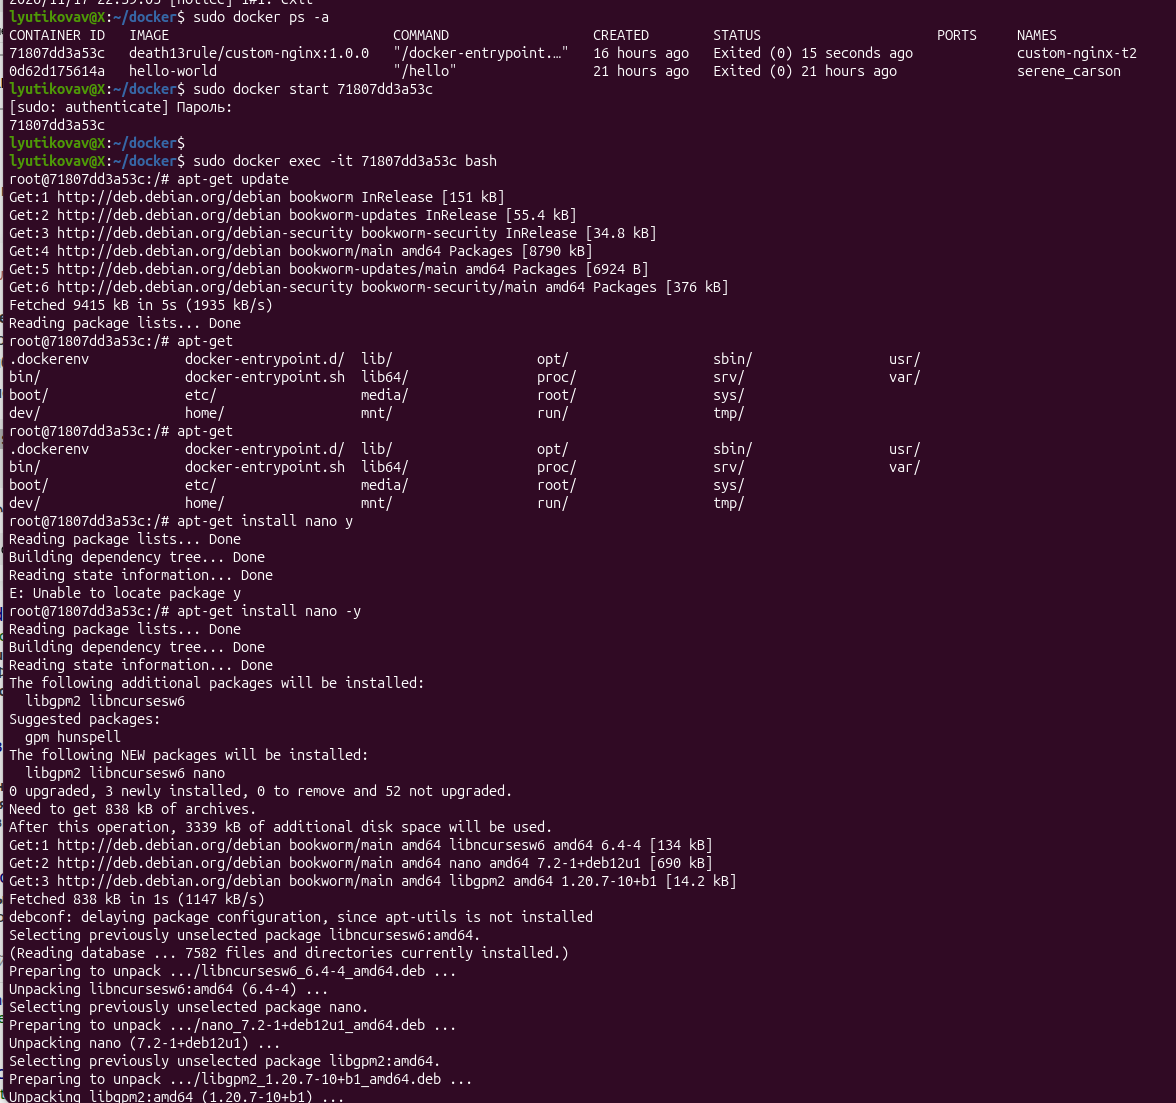 2026/11/17 22:59:05 [notice] 1#1: exit
lyutikovav@X:~/docker$ sudo docker ps -a
CONTAINER ID   IMAGE                             COMMAND                  CREATED        STATUS                      PORTS     NAMES
71807dd3a53c   death13rule/custom-nginx:1.0.0   "/docker-entrypoint.…"   16 hours ago   Exited (0) 15 seconds ago             custom-nginx-t2
0d62d175614a   hello-world                      "/hello"                 21 hours ago   Exited (0) 21 hours ago               serene_carson
lyutikovav@X:~/docker$ sudo docker start 71807dd3a53c
[sudo: authenticate] Пароль:
71807dd3a53c
lyutikovav@X:~/docker$
lyutikovav@X:~/docker$ sudo docker exec -it 71807dd3a53c bash
root@71807dd3a53c:/# apt-get update
Get:1 http://deb.debian.org/debian bookworm InRelease [151 kB]
Get:2 http://deb.debian.org/debian bookworm-updates InRelease [55.4 kB]
Get:3 http://deb.debian.org/debian-security bookworm-security InRelease [34.8 kB]
Get:4 http://deb.debian.org/debian bookworm/main amd64 Packages [8790 kB]
Get:5 http://deb.debian.org/debian bookworm-updates/main amd64 Packages [6924 B]
Get:6 http://deb.debian.org/debian-security bookworm-security/main amd64 Packages [376 kB]
Fetched 9415 kB in 5s (1935 kB/s)
Reading package lists... Done
root@71807dd3a53c:/# apt-get
.dockerenv            docker-entrypoint.d/  lib/                  opt/                  sbin/                 usr/
bin/                  docker-entrypoint.sh  lib64/                proc/                 srv/                  var/
boot/                 etc/                  media/                root/                 sys/
dev/                  home/                 mnt/                  run/                  tmp/
root@71807dd3a53c:/# apt-get
.dockerenv            docker-entrypoint.d/  lib/                  opt/                  sbin/                 usr/
bin/                  docker-entrypoint.sh  lib64/                proc/                 srv/                  var/
boot/                 etc/                  media/                root/                 sys/
dev/                  home/                 mnt/                  run/                  tmp/
root@71807dd3a53c:/# apt-get install nano y
Reading package lists... Done
Building dependency tree... Done
Reading state information... Done
E: Unable to locate package y
root@71807dd3a53c:/# apt-get install nano -y
Reading package lists... Done
Building dependency tree... Done
Reading state information... Done
The following additional packages will be installed:
  libgpm2 libncursesw6
Suggested packages:
  gpm hunspell
The following NEW packages will be installed:
  libgpm2 libncursesw6 nano
0 upgraded, 3 newly installed, 0 to remove and 52 not upgraded.
Need to get 838 kB of archives.
After this operation, 3339 kB of additional disk space will be used.
Get:1 http://deb.debian.org/debian bookworm/main amd64 libncursesw6 amd64 6.4-4 [134 kB]
Get:2 http://deb.debian.org/debian bookworm/main amd64 nano amd64 7.2-1+deb12u1 [690 kB]
Get:3 http://deb.debian.org/debian bookworm/main amd64 libgpm2 amd64 1.20.7-10+b1 [14.2 kB]
Fetched 838 kB in 1s (1147 kB/s)
debconf: delaying package configuration, since apt-utils is not installed
Selecting previously unselected package libncursesw6:amd64.
(Reading database ... 7582 files and directories currently installed.)
Preparing to unpack .../libncursesw6_6.4-4_amd64.deb ...
Unpacking libncursesw6:amd64 (6.4-4) ...
Selecting previously unselected package nano.
Preparing to unpack .../nano_7.2-1+deb12u1_amd64.deb ...
Unpacking nano (7.2-1+deb12u1) ...
Selecting previously unselected package libgpm2:amd64.
Preparing to unpack .../libgpm2_1.20.7-10+b1_amd64.deb ...
Unpacking libgpm2:amd64 (1.20.7-10+b1) ...